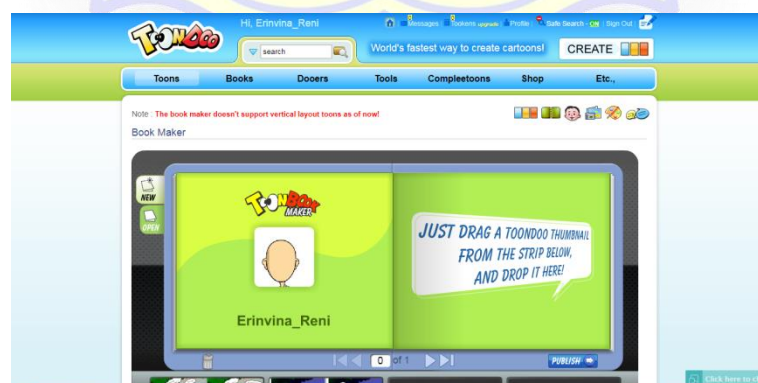 Hi, Erinvina_Reni
Messages Tookens upgrade Profile Safe Search - ON Sign Out
ToonDoo
search
World's fastest way to create cartoons!
CREATE
Toons Books Dooers Tools Compleetoons Shop Etc.,
Note : The book maker doesn't support vertical layout toons as of now!
Book Maker
NEW
OPEN
MAKER
Erinvina_Reni
JUST DRAG A TOONDOO THUMBNAIL
FROM THE STRIP BELOW,
AND DROP IT HERE!
0 of 1
PUBLISH
Click here to